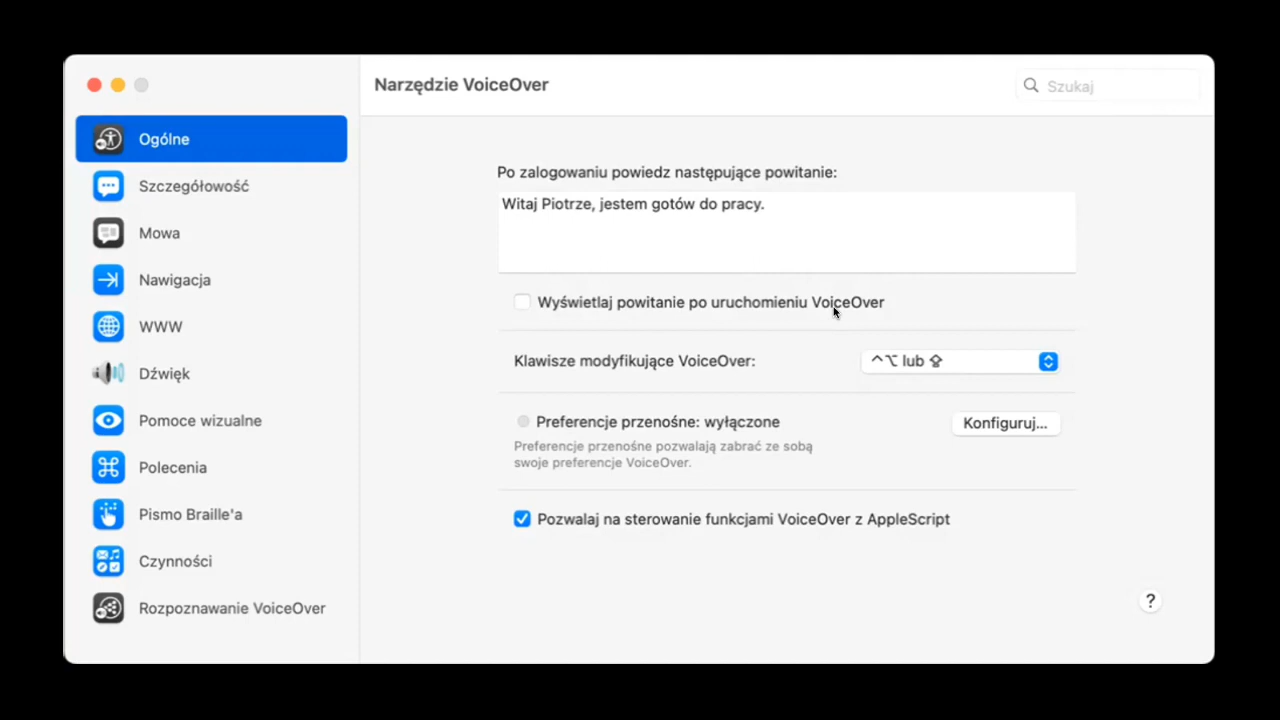 Narzędzie VoiceOver
Szukaj
Ogólne
Szczegółowość
Mowa
Nawigacja
WWW
Dźwięk
Pomoce wizualne
Polecenia
Pismo Braille'a
Czynności
Rozpoznawanie VoiceOver
Po zalogowaniu powiedz następujące powitanie:
Witaj Piotrze, jestem gotów do pracy.
Wyświetlaj powitanie po uruchomieniu VoiceOver
Klawisze modyfikujące VoiceOver: ⌃⌥ lub ⇪
Preferencje przenośne: wyłączone Konfiguruj...
Preferencje przenośne pozwalają zabrać ze sobą
swoje preferencje VoiceOver.
Pozwalaj na sterowanie funkcjami VoiceOver z AppleScript
?